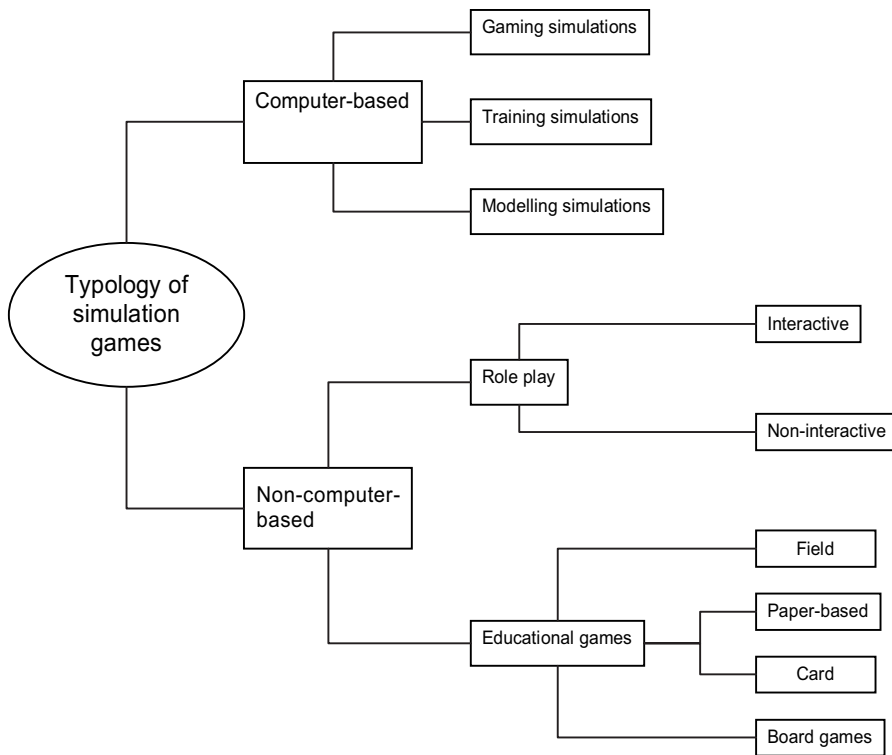 Gaming simulations
Computer-based
Training simulations
Modelling simulations
Typology of
simulation
games
Interactive
Role play
Non-interactive
Non-computer-
based
Field
Paper-based
Educational games
Card
Board games